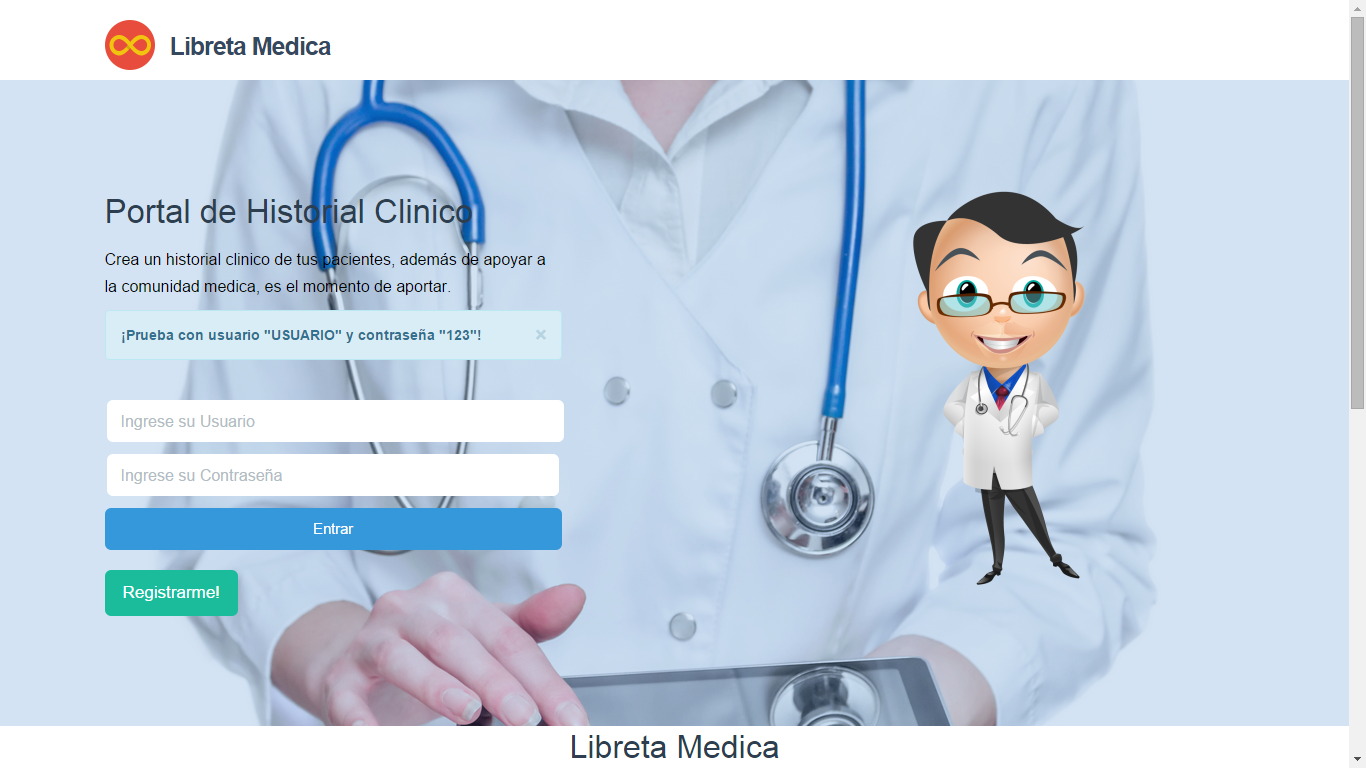 Libreta Medica
Portal de Historial Clinico
Crea un historial clinico de tus pacientes, además de apoyar a
la comunidad medica, es el momento de aportar.
¡Prueba con usuario "USUARIO" y contraseña "123"! ×
Ingrese su Usuario
Ingrese su Contraseña
Entrar
Registrarme!
Libreta Medica